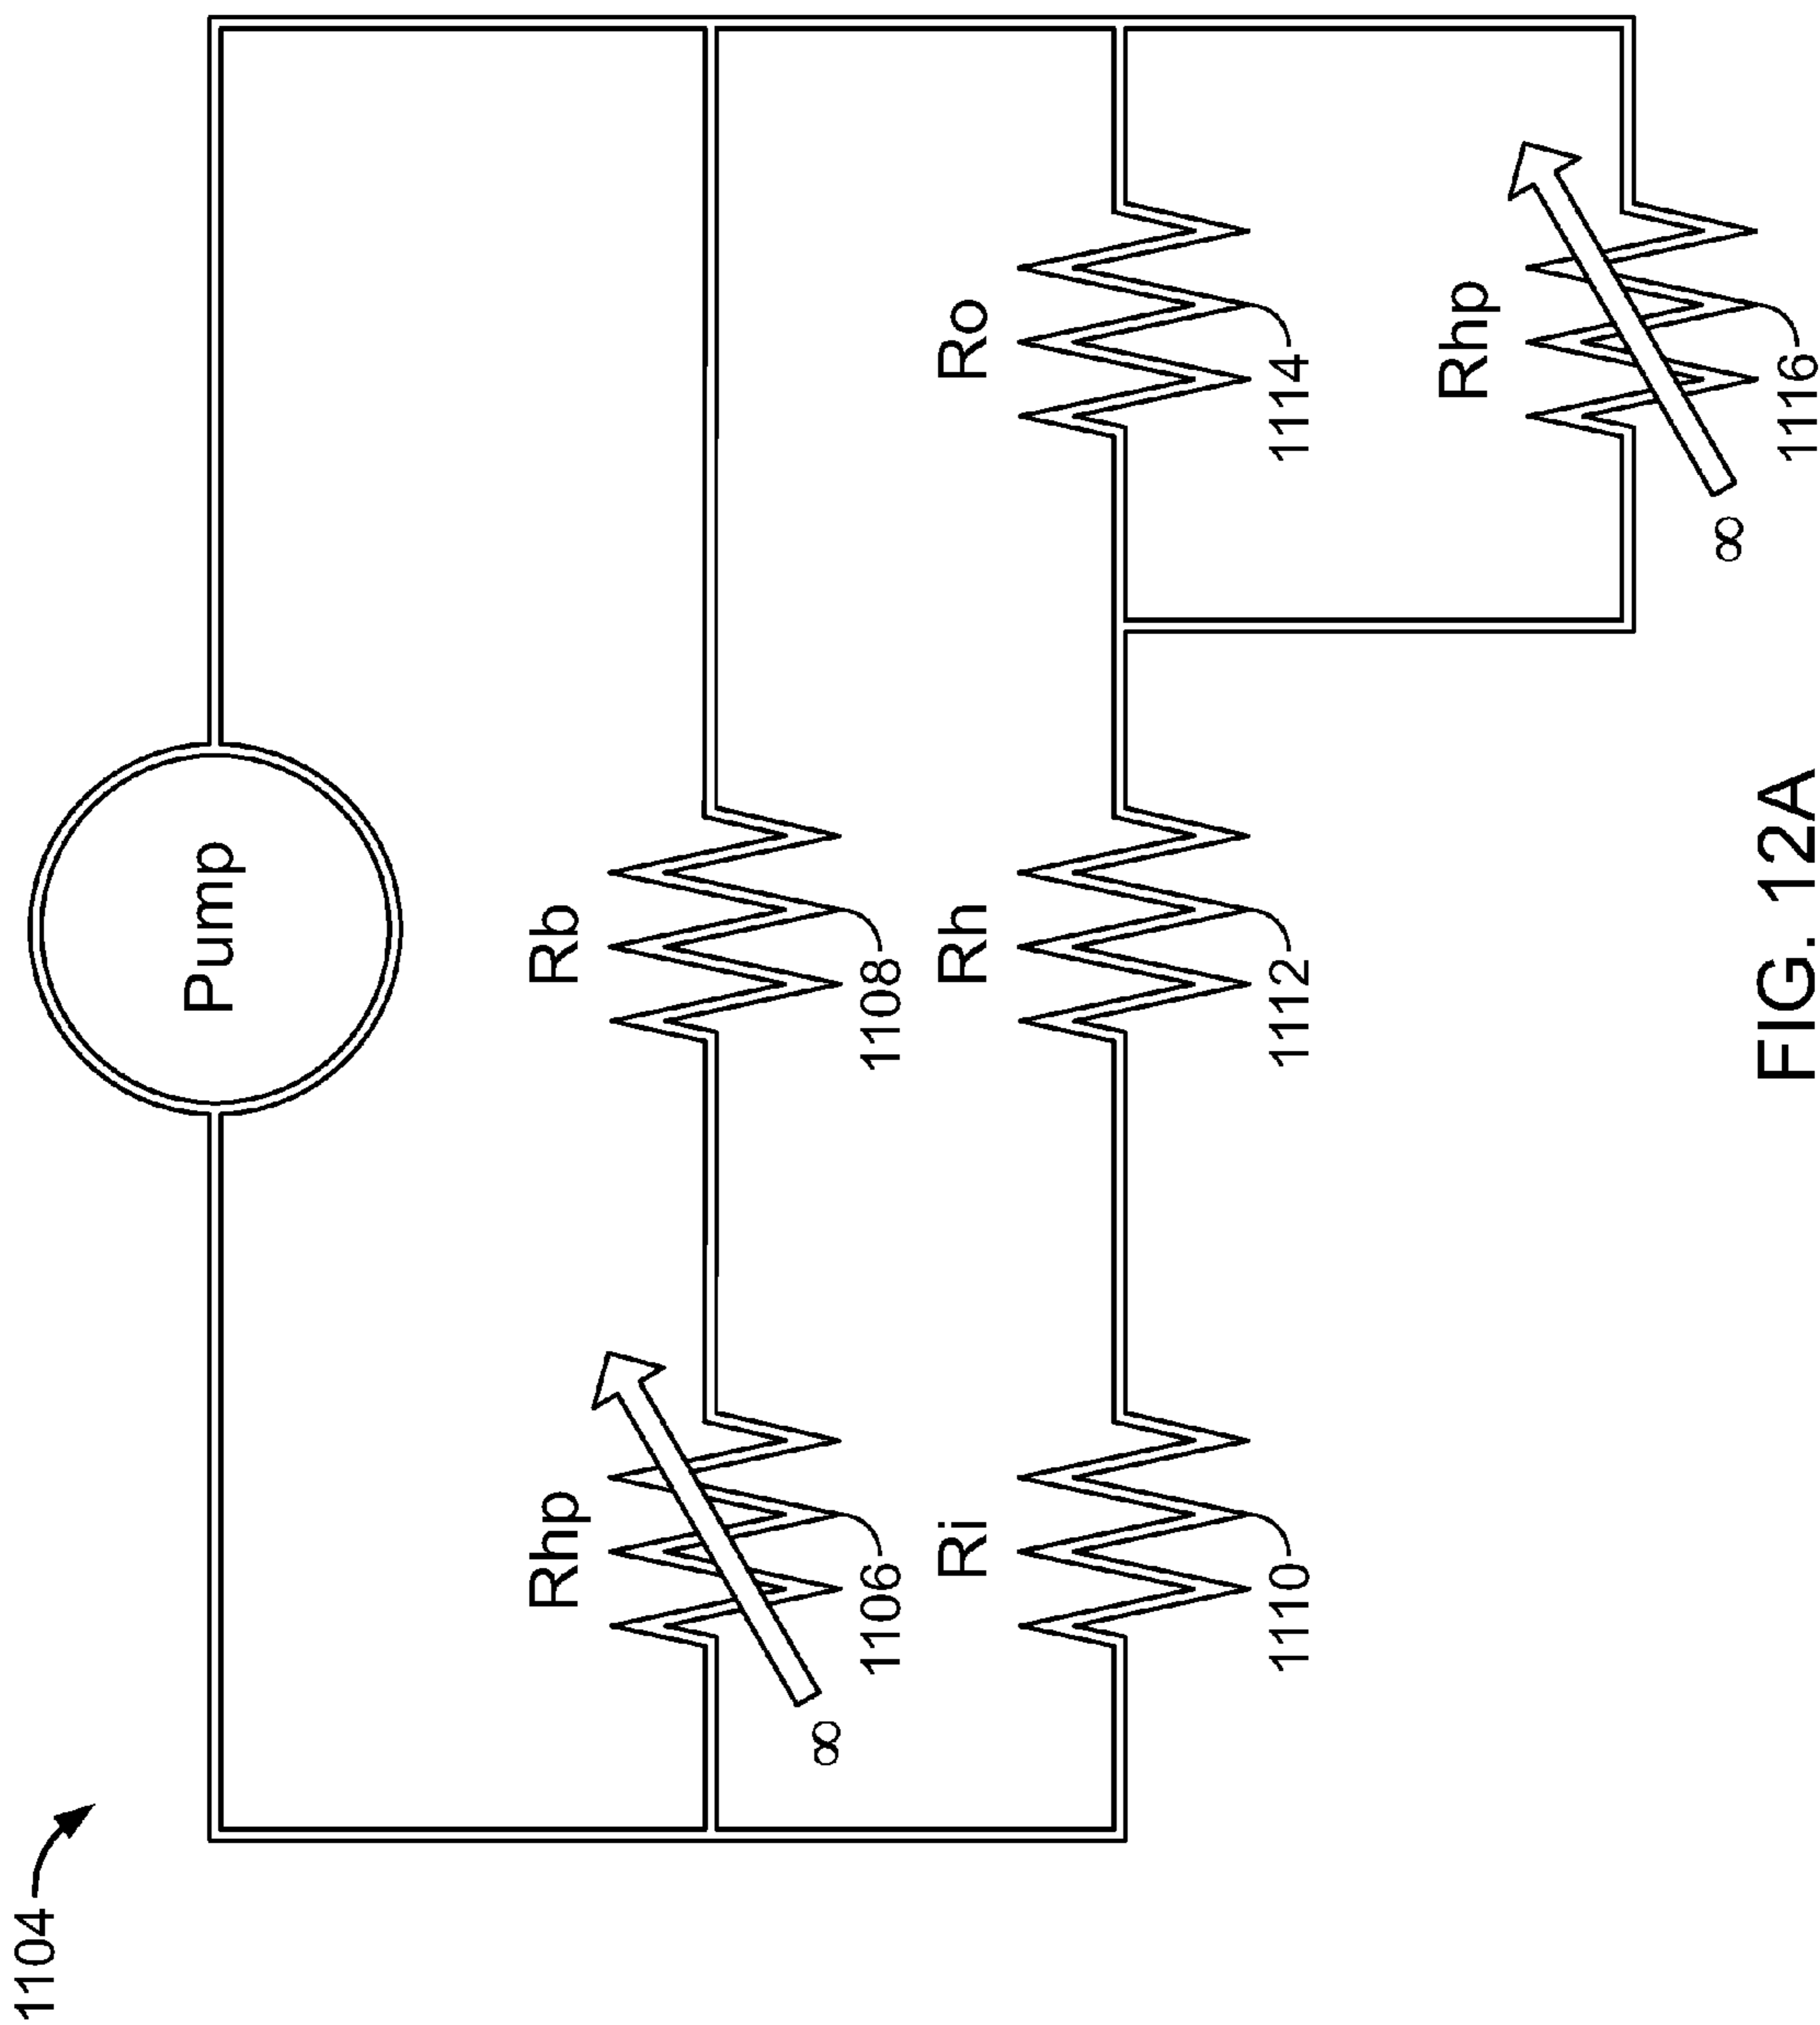 1104
Pump
Rhp
∞
1106
Rb
1108
Ri
1110
Rh
1112
Ro
1114
Rhp
∞
1116
FIG. 12A